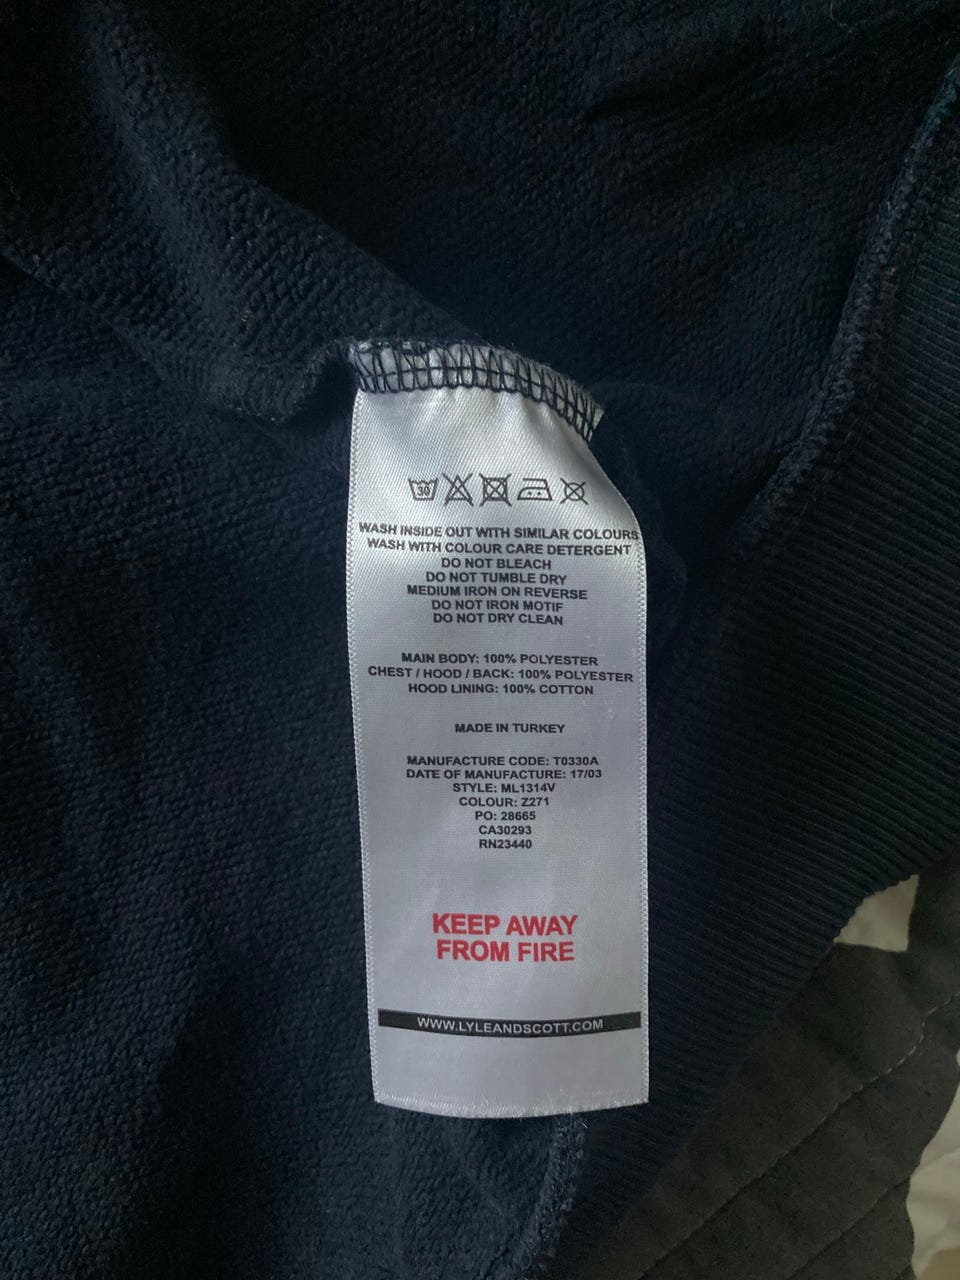 30
WASH INSIDE OUT WITH SIMILAR COLOURS
WASH WITH COLOUR CARE DETERGENT
DO NOT BLEACH
DO NOT TUMBLE DRY
MEDIUM IRON ON REVERSE
DO NOT IRON MOTIF
DO NOT DRY CLEAN
MAIN BODY: 100% POLYESTER
CHEST / HOOD / BACK: 100% POLYESTER
HOOD LINING: 100% COTTON
MADE IN TURKEY
MANUFACTURE CODE: T0330A
DATE OF MANUFACTURE: 17/03
STYLE: ML1314V
COLOUR: Z271
PO: 28665
CA30293
RN23440
KEEP AWAY
FROM FIRE
WWW.LYLEANDSCOTT.COM